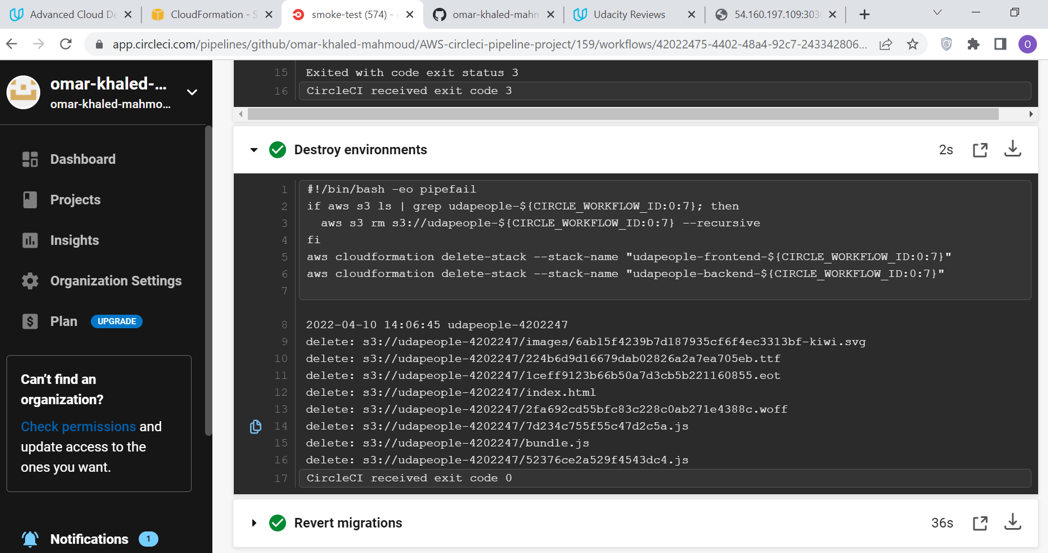 Advanced Cloud De
CloudFormation - S
smoke-test (574) -
omar-khaled-mahm
Udacity Reviews
54.160.197.109:303
app.circleci.com/pipelines/github/omar-khaled-mahmoud/AWS-circleci-pipeline-project/159/workflows/42022475-4402-48a4-92c7-243342806...
O
omar-khaled-...
omar-khaled-mahmo...
Dashboard
Projects
Insights
Organization Settings
Plan UPGRADE
Can't find an
organization?
Check permissions and
update access to the
ones you want.
Notifications 1
15 Exited with code exit status 3
16 CircleCI received exit code 3
Destroy environments 2s
1 #!/bin/bash -eo pipefail
2 if aws s3 ls | grep udapeople-${CIRCLE_WORKFLOW_ID:0:7}; then
3 aws s3 rm s3://udapeople-${CIRCLE_WORKFLOW_ID:0:7} --recursive
4 fi
5 aws cloudformation delete-stack --stack-name "udapeople-frontend-${CIRCLE_WORKFLOW_ID:0:7}"
6 aws cloudformation delete-stack --stack-name "udapeople-backend-${CIRCLE_WORKFLOW_ID:0:7}"
7
8 2022-04-10 14:06:45 udapeople-4202247
9 delete: s3://udapeople-4202247/images/6ab15f4239b7d187935cf6f4ec3313bf-kiwi.svg
10 delete: s3://udapeople-4202247/224b6d9d16679dab02826a2a7ea705eb.ttf
11 delete: s3://udapeople-4202247/1ceff9123b66b50a7d3cb5b221160855.eot
12 delete: s3://udapeople-4202247/index.html
13 delete: s3://udapeople-4202247/2fa692cd55bfc83c228c0ab271e4388c.woff
14 delete: s3://udapeople-4202247/7d234c755f55c47d2c5a.js
15 delete: s3://udapeople-4202247/bundle.js
16 delete: s3://udapeople-4202247/52376ce2a529f4543dc4.js
17 CircleCI received exit code 0
Revert migrations 36s